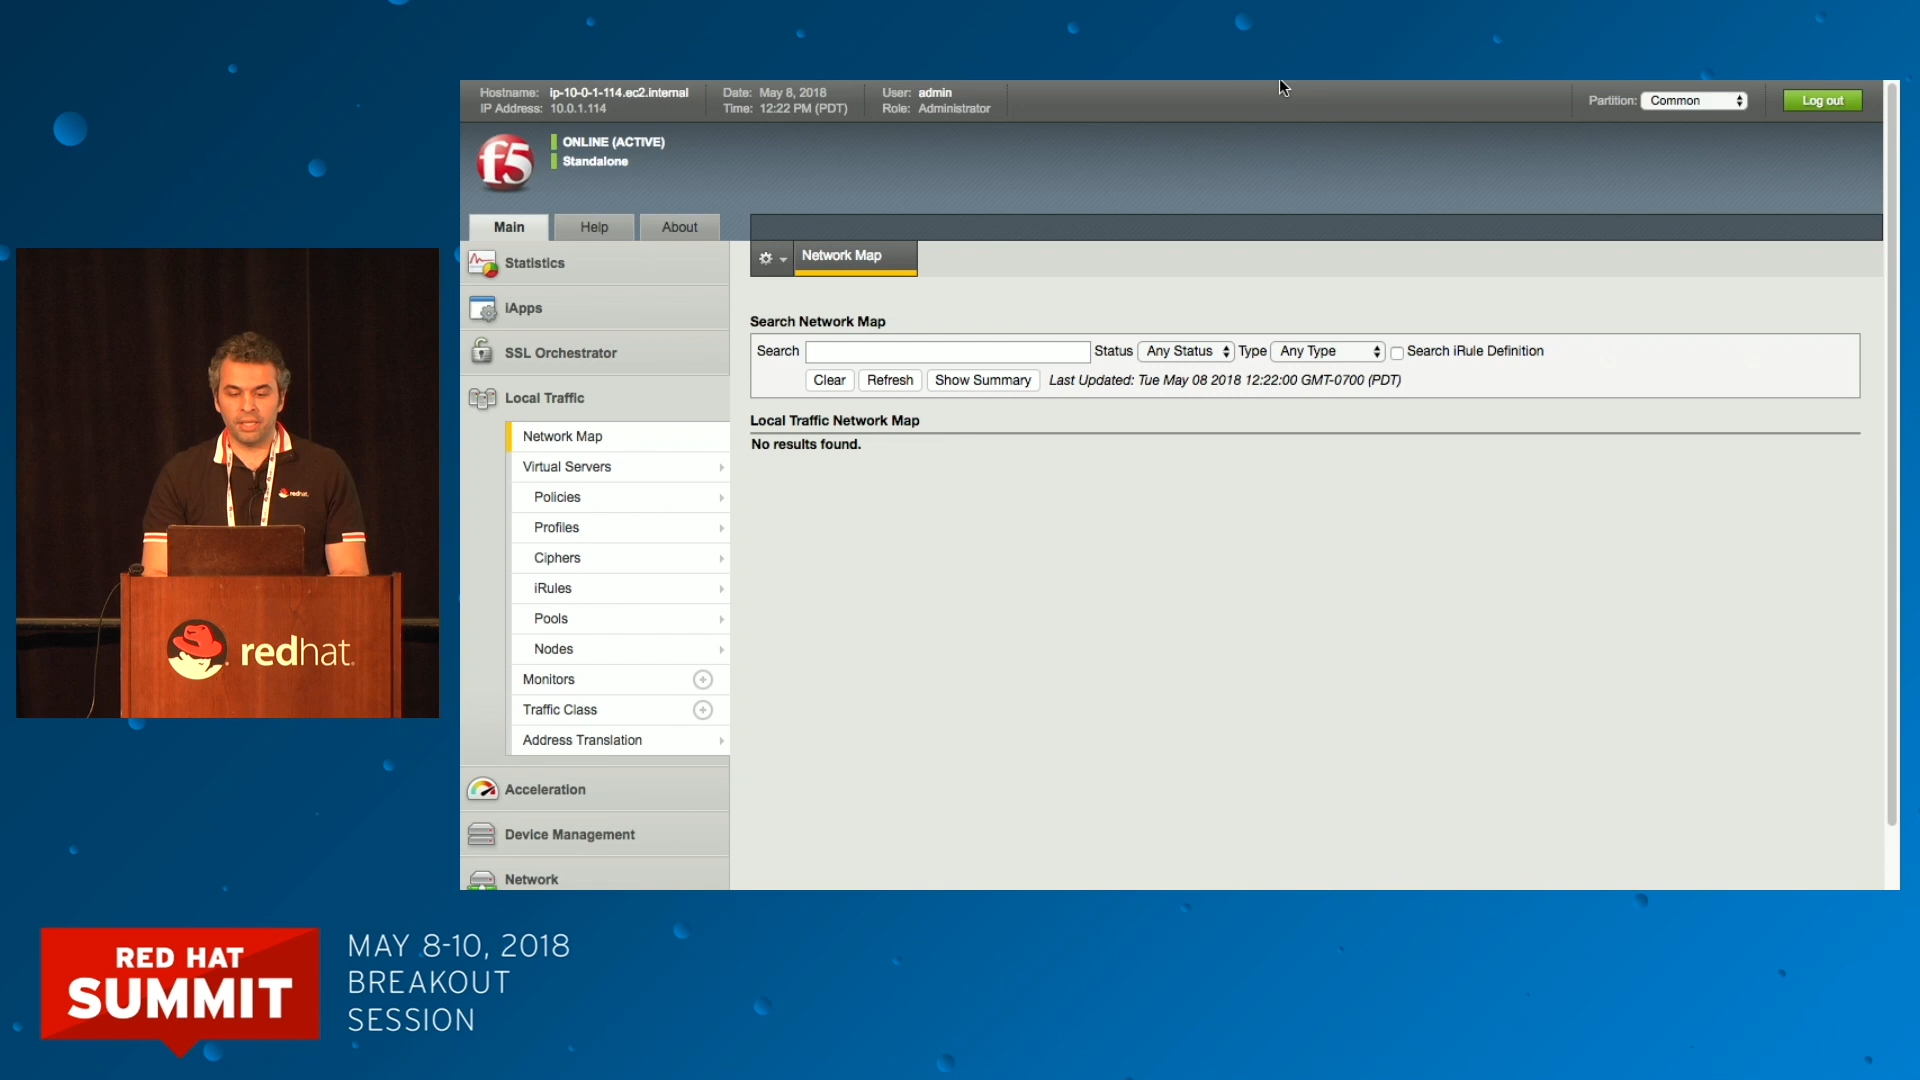 Hostname: ip-10-0-1-114.ec2.internal
IP Address: 10.0.1.114
Date: May 8, 2018
Time: 12:22 PM (PDT)
User: admin
Role: Administrator
Partition: Common
Log out
f5
ONLINE (ACTIVE)
Standalone
Main
Help
About
Statistics
iApps
SSL Orchestrator
Local Traffic
Network Map
Virtual Servers
Policies
Profiles
Ciphers
iRules
Pools
Nodes
Monitors
Traffic Class
Address Translation
Acceleration
Device Management
Network
Network Map
Search Network Map
Search
Status Any Status Type Any Type Search iRule Definition
Clear Refresh Show Summary Last Updated: Tue May 08 2018 12:22:00 GMT-0700 (PDT)
Local Traffic Network Map
No results found.
redhat.
redhat.
RED HAT
SUMMIT
MAY 8-10, 2018
BREAKOUT
SESSION